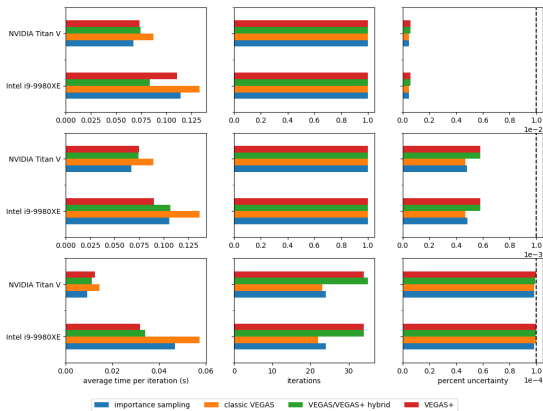 NVIDIA Titan V
Intel i9-9980XE
0.000 0.025 0.050 0.075 0.100 0.125
0.0 0.2 0.4 0.6 0.8 1.0
0.0 0.2 0.4 0.6 0.8 1.0
1e−2
NVIDIA Titan V
Intel i9-9980XE
0.000 0.025 0.050 0.075 0.100 0.125
0.0 0.2 0.4 0.6 0.8 1.0
0.0 0.2 0.4 0.6 0.8 1.0
1e−3
NVIDIA Titan V
Intel i9-9980XE
0.00 0.02 0.04 0.06
0 10 20 30
0.0 0.2 0.4 0.6 0.8 1.0
average time per iteration (s) iterations percent uncertainty 1e−4
importance sampling classic VEGAS VEGAS/VEGAS+ hybrid VEGAS+